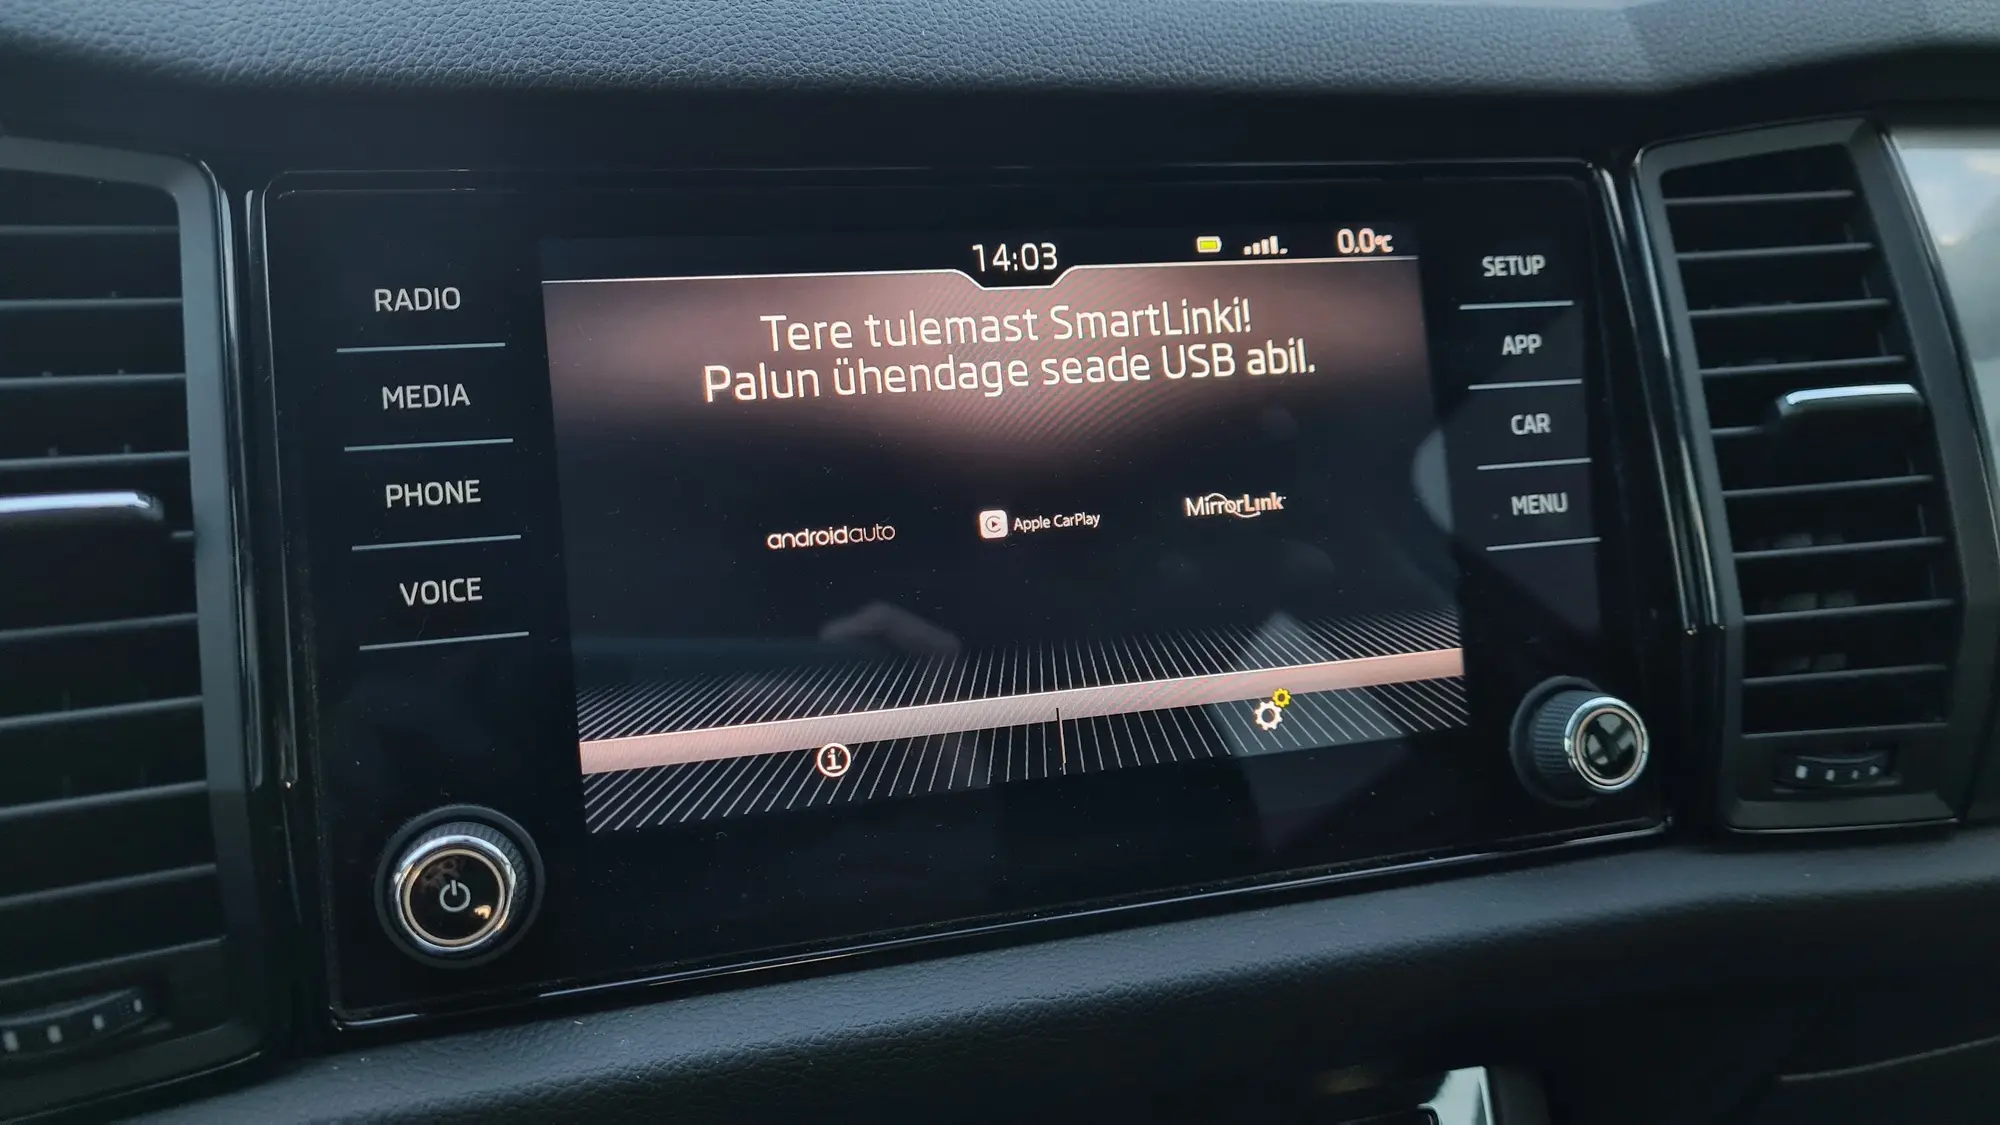 14:03
0.0°C
RADIO
MEDIA
PHONE
VOICE
Tere tulemast SmartLinki!
Palun ühendage seade USB abil.
androidauto
Apple CarPlay
MirrorLink
SETUP
APP
CAR
MENU